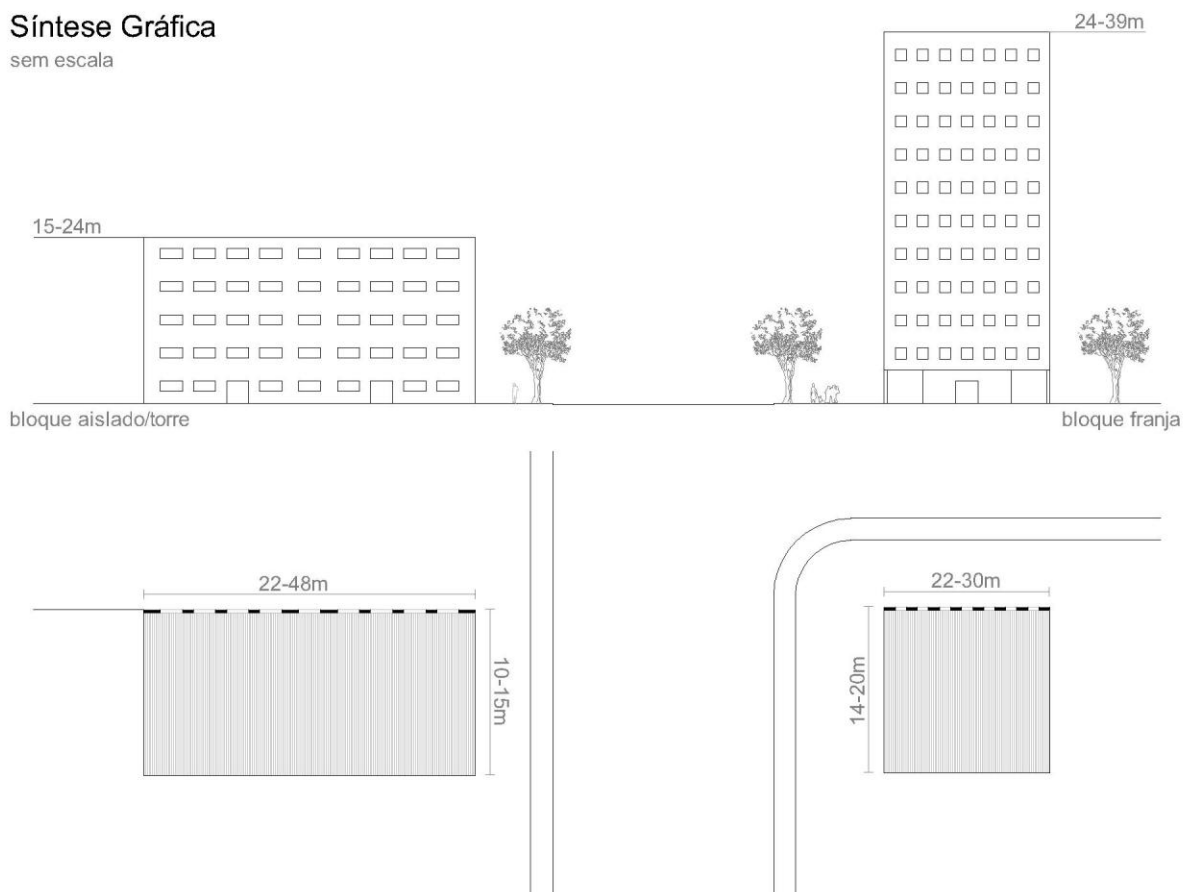 Síntese Gráfica
sem escala
24-39m
15-24m
bloque aislado/torre
bloque franja
22-48m
22-30m
10-15m
14-20m